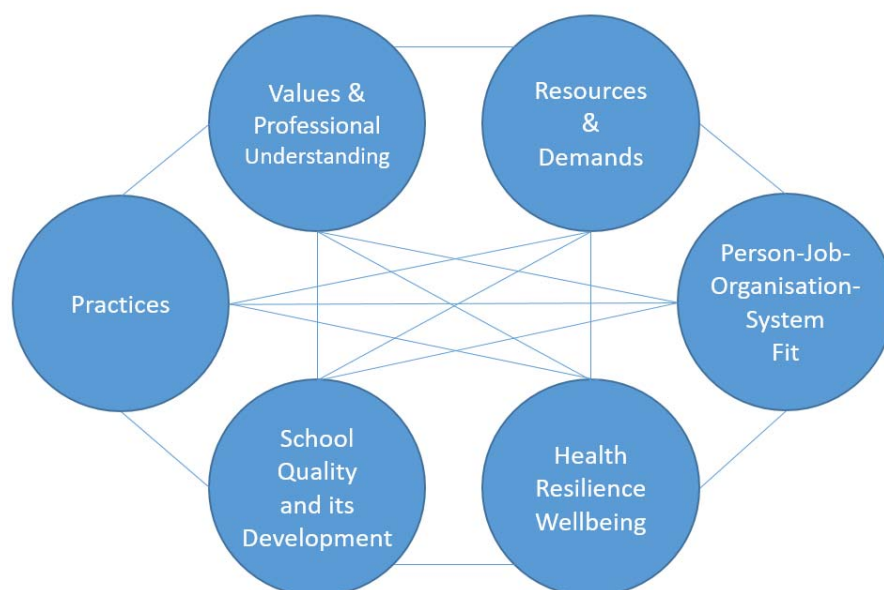 Values &
Professional
Understanding
Resources
&
Demands
Practices
Person-Job-
Organisation-
System
Fit
School
Quality
and its
Development
Health
Resilience
Wellbeing